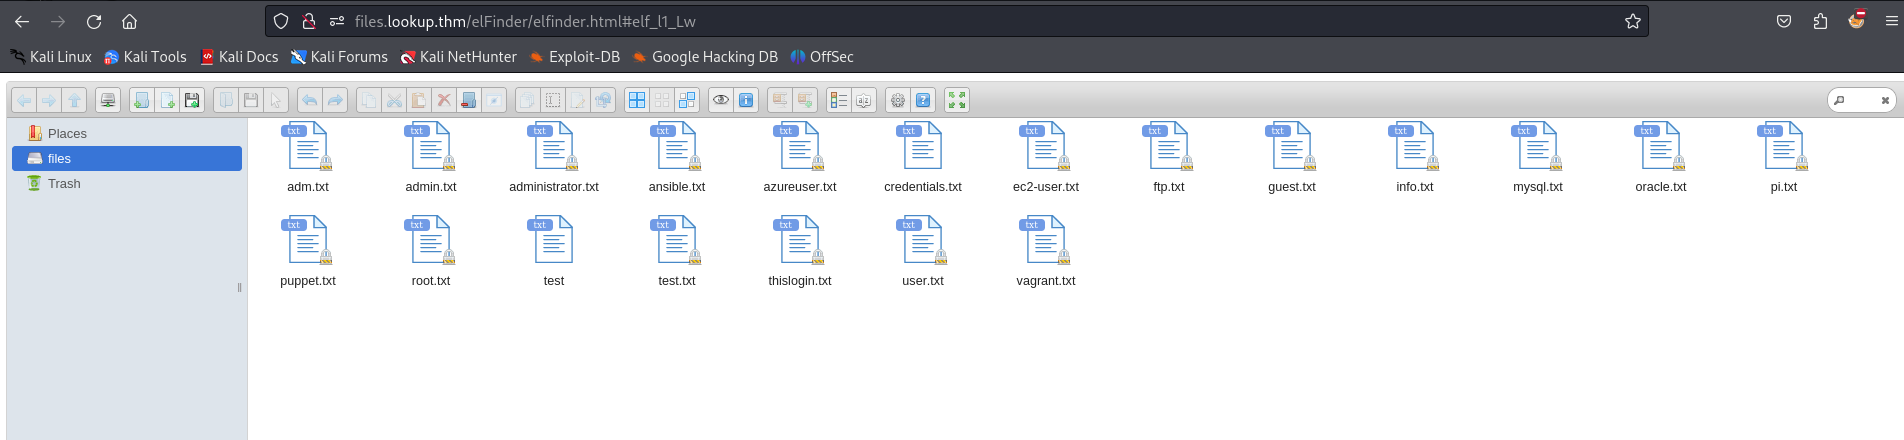 files.lookup.thm/elFinder/elfinder.html#elf_l1_Lw
Kali Linux Kali Tools Kali Docs Kali Forums Kali NetHunter Exploit-DB Google Hacking DB OffSec
Places
files
Trash
txt txt txt txt txt txt txt txt txt txt txt txt txt
adm.txt admin.txt administrator.txt ansible.txt azureuser.txt credentials.txt ec2-user.txt ftp.txt guest.txt info.txt mysql.txt oracle.txt pi.txt
txt txt txt txt txt txt txt
puppet.txt root.txt test test.txt thislogin.txt user.txt vagrant.txt